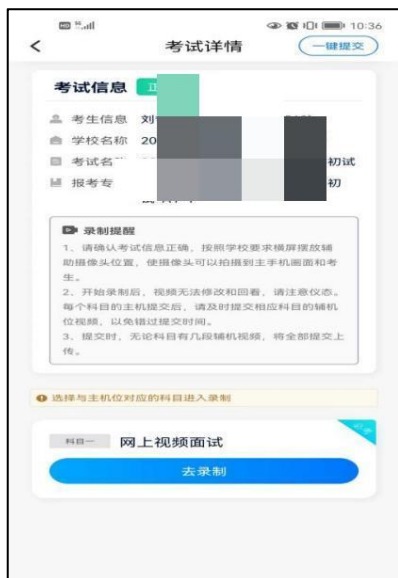 10:36
考试详情
一键提交
考试信息 正
考生信息 刘
学校名称 20
考试名 初试
报考专 初
录制提醒
1、请确认考试信息正确，按照学校要求横屏摆放辅
助摄像头位置，使摄像头可以拍摄到主手机画面和考
生。
2、开始录制后，视频无法修改和回看，请注意仪态。
每个科目的主机提交后，请及时提交相应科目的辅机
位视频，以免错过提交时间。
3、提交时，无论科目有几段辅机视频，将全部提交上
传。
选择与主机位对应的科目进入录制
科目一 网上视频面试
去录制